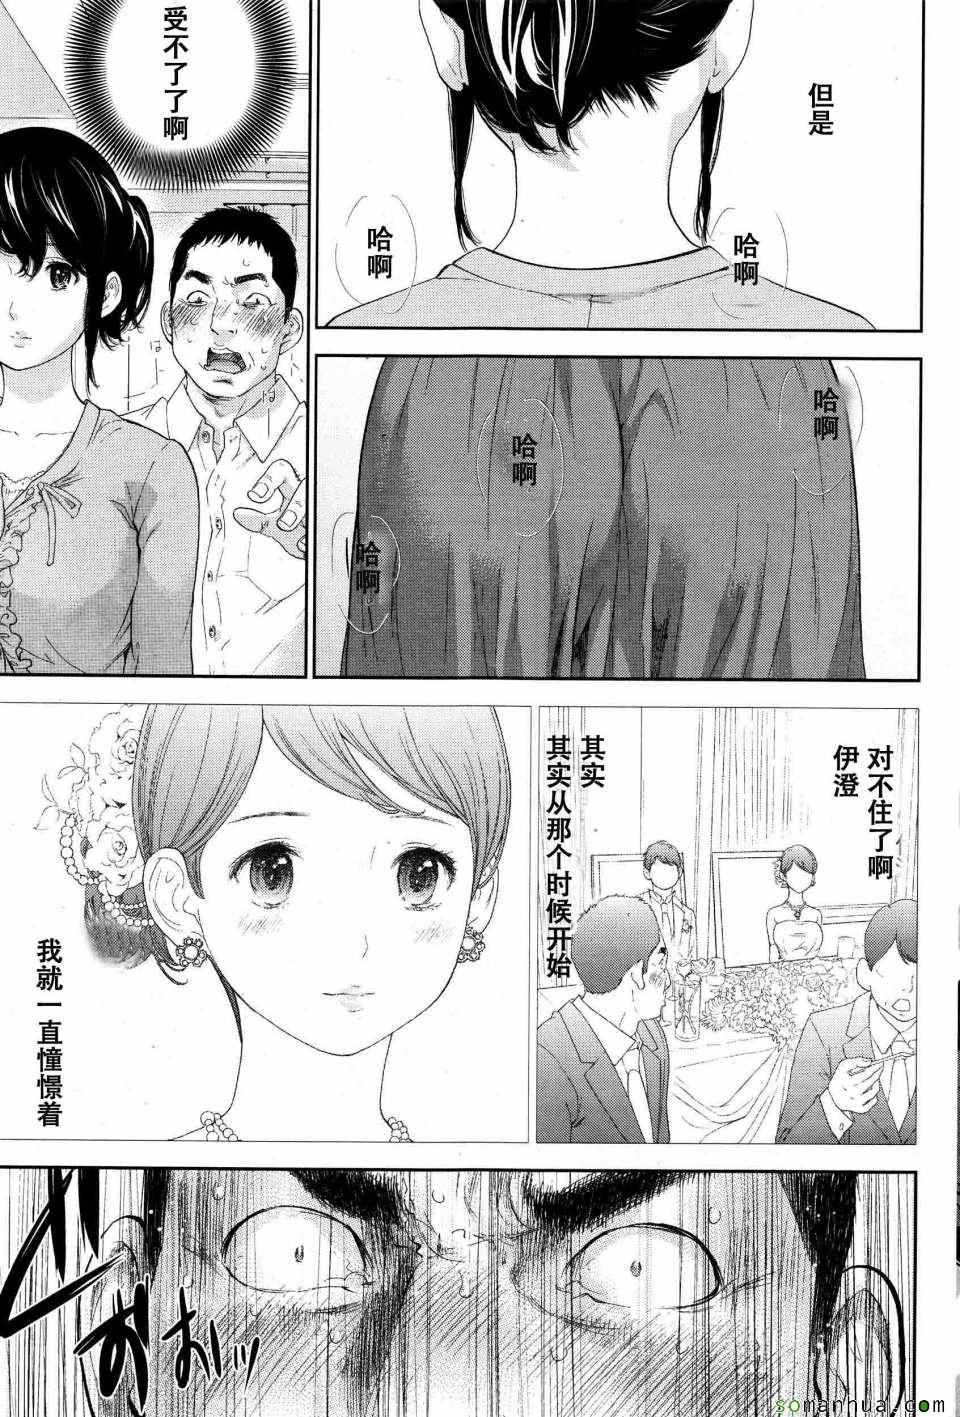 但是
哈啊
哈啊
受不了了啊
哈啊
哈啊
哈啊
对不住了啊
伊澄
其实
其实从那个时候开始
我就一直憧憬着
somanhua.com